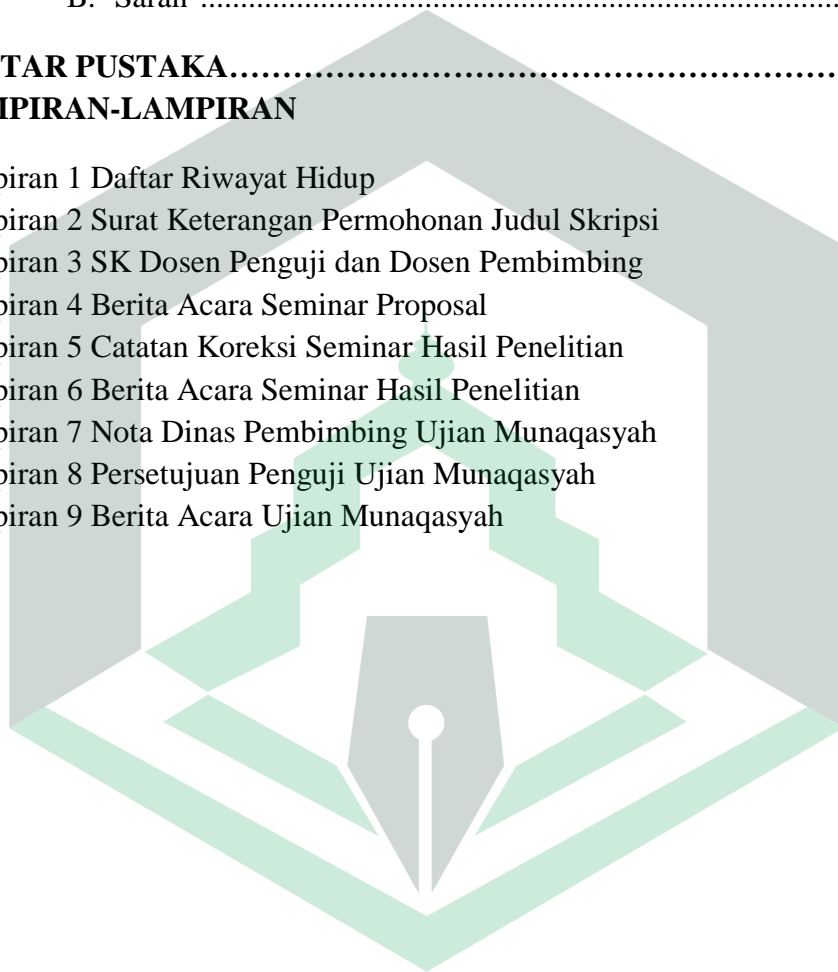 B. Saran ..........................................................................................
TAR PUSTAKA……………………………………………………
MPIRAN-LAMPIRAN
piran 1 Daftar Riwayat Hidup
piran 2 Surat Keterangan Permohonan Judul Skripsi
piran 3 SK Dosen Penguji dan Dosen Pembimbing
piran 4 Berita Acara Seminar Proposal
piran 5 Catatan Koreksi Seminar Hasil Penelitian
piran 6 Berita Acara Seminar Hasil Penelitian
piran 7 Nota Dinas Pembimbing Ujian Munaqasyah
piran 8 Persetujuan Penguji Ujian Munaqasyah
piran 9 Berita Acara Ujian Munaqasyah